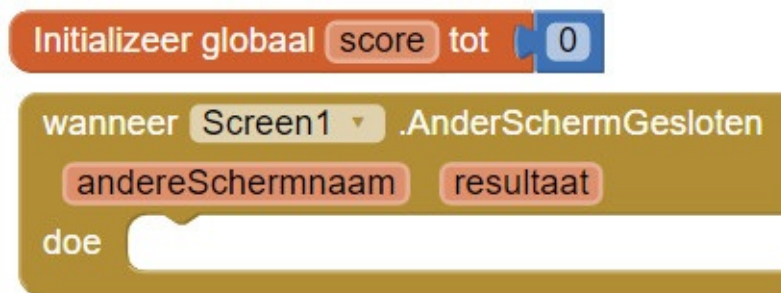 Initializeer globaal score tot 0
wanneer Screen1 .AnderSchermGesloten
andereSchermnaam resultaat
doe